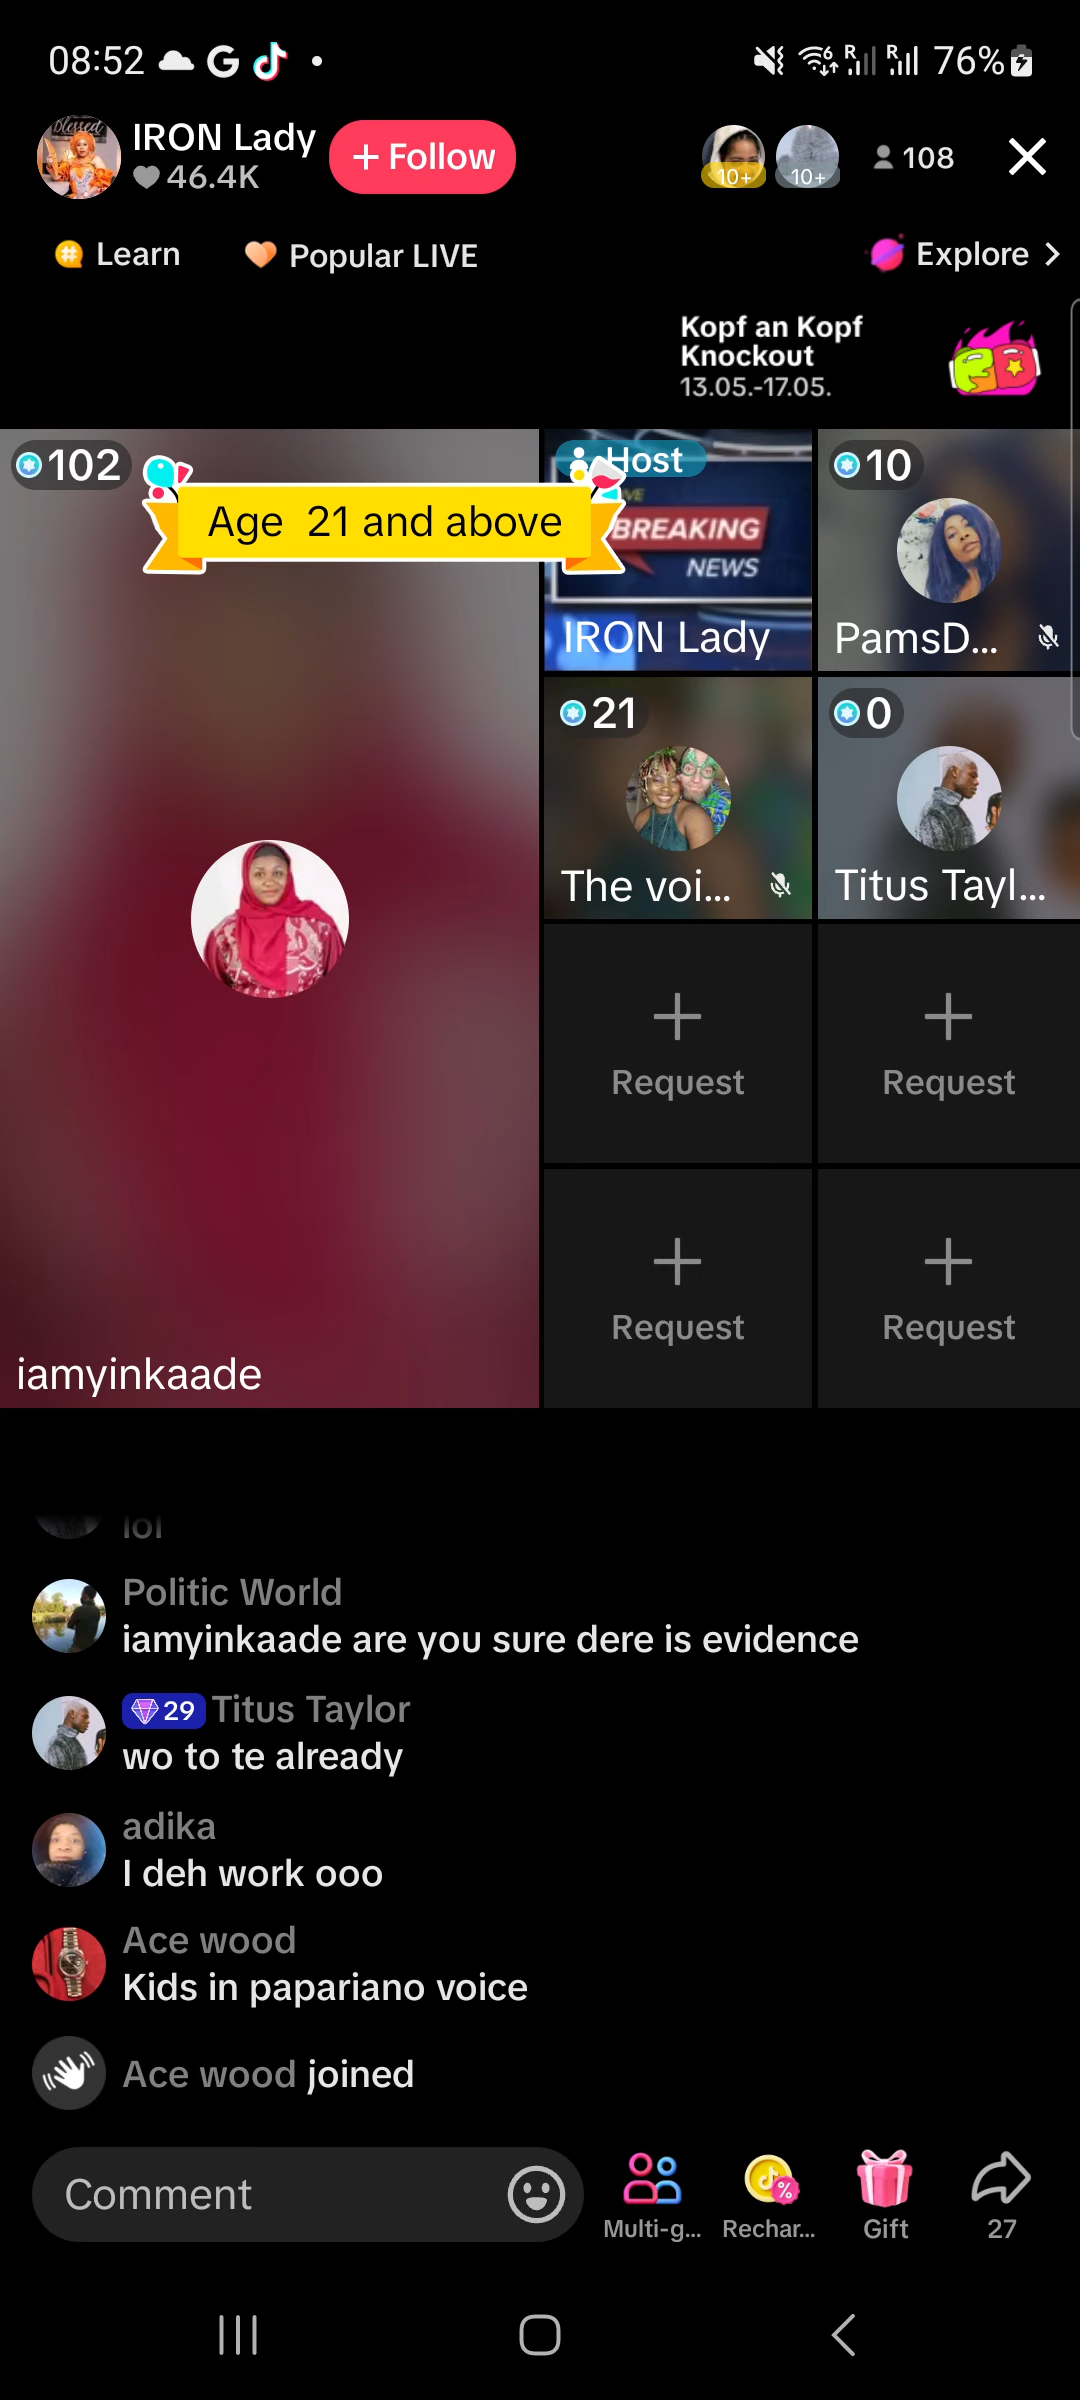 08:52
76%
IRON Lady
46.4K
+ Follow
10+
10+
108
Learn
Popular LIVE
Explore >
Kopf an Kopf
Knockout
13.05.-17.05.
102
Age 21 and above
Host
BREAKING
NEWS
IRON Lady
10
PamsD...
21
The voi...
0
Titus Tayl...
Request
Request
Request
Request
iamyinkaade
lol
Politic World
iamyinkaade are you sure dere is evidence
29 Titus Taylor
wo to te already
adika
I deh work ooo
Ace wood
Kids in papariano voice
Ace wood joined
Comment
Multi-g...
Rechar...
Gift
27